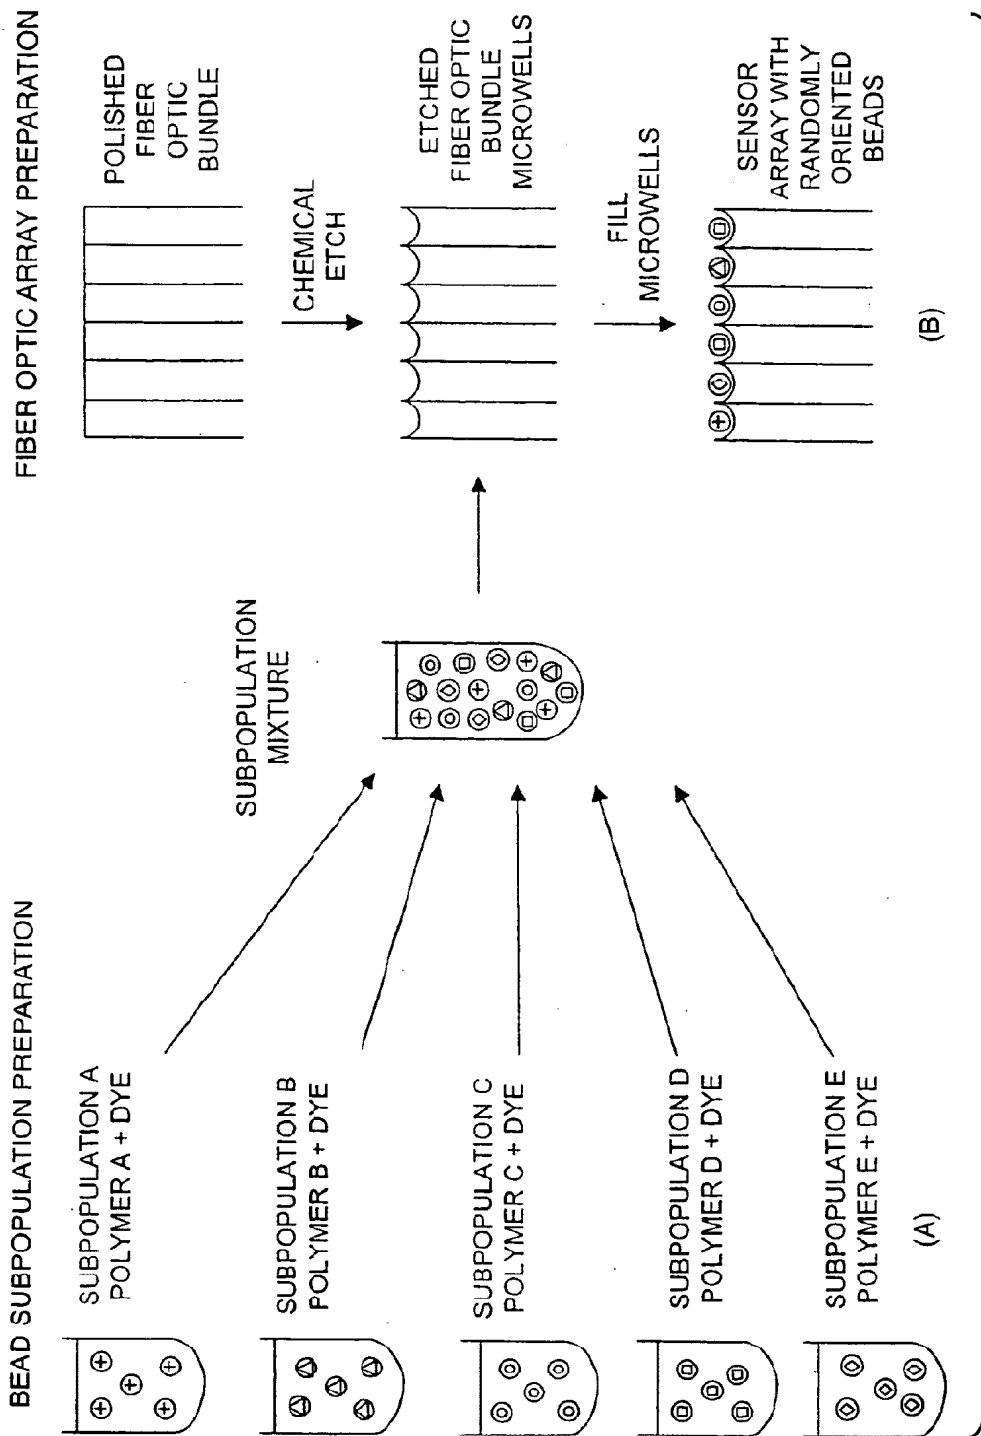 BEAD SUBPOPULATION PREPARATION
SUBPOPULATION A
POLYMER A + DYE
SUBPOPULATION B
POLYMER B + DYE
SUBPOPULATION C
POLYMER C + DYE
SUBPOPULATION D
POLYMER D + DYE
SUBPOPULATION E
POLYMER E + DYE
(A)
SUBPOPULATION
MIXTURE
FIBER OPTIC ARRAY PREPARATION
POLISHED
FIBER
OPTIC
BUNDLE
CHEMICAL
ETCH
ETCHED
FIBER OPTIC
BUNDLE
MICROWELLS
FILL
MICROWELLS
SENSOR
ARRAY WITH
RANDOMLY
ORIENTED
BEADS
(B)